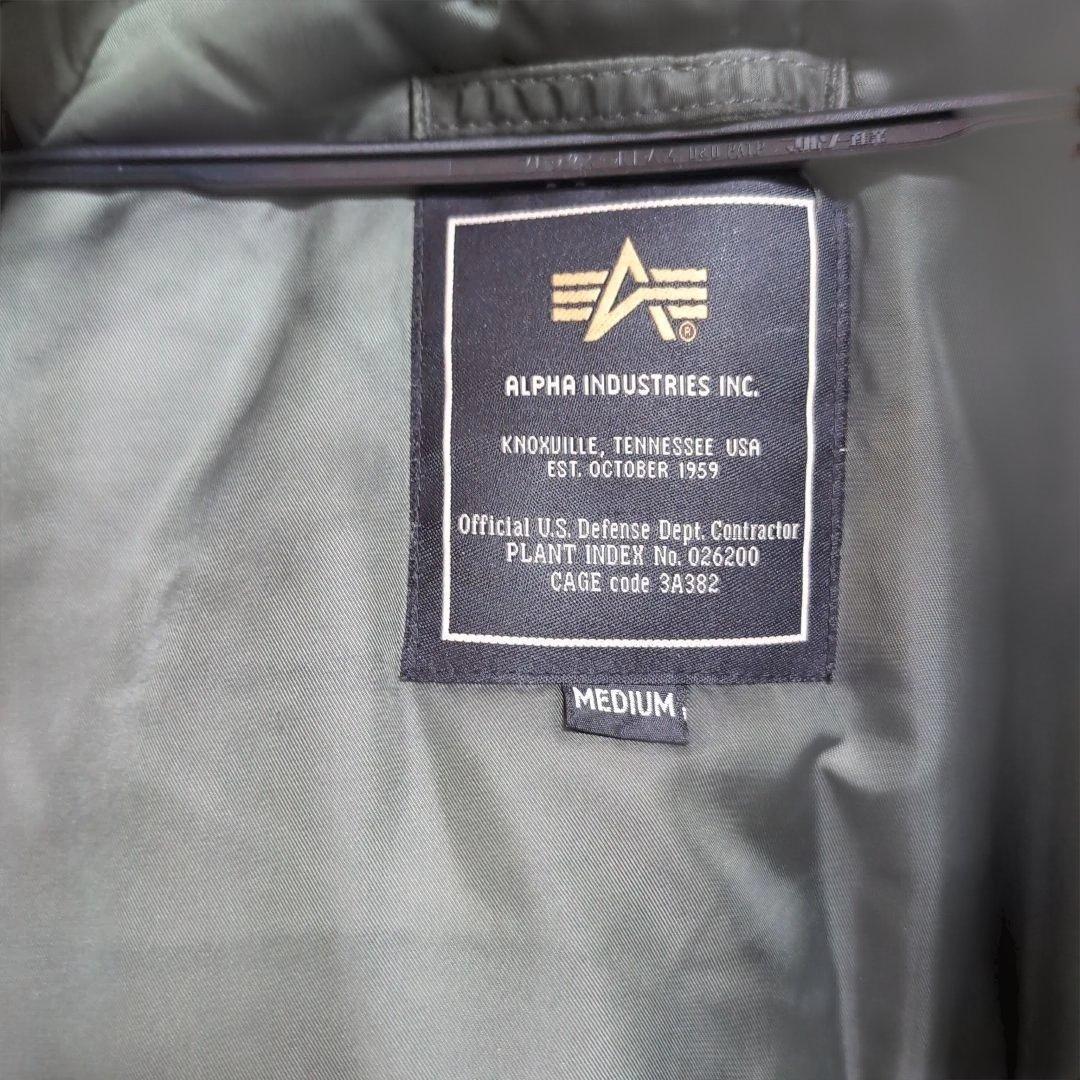 ALPHA INDUSTRIES INC.
KNOXVILLE, TENNESSEE USA
EST. OCTOBER 1959
Official U.S. Defense Dept. Contractor
PLANT INDEX No. 026200
CAGE code 3A382
MEDIUM